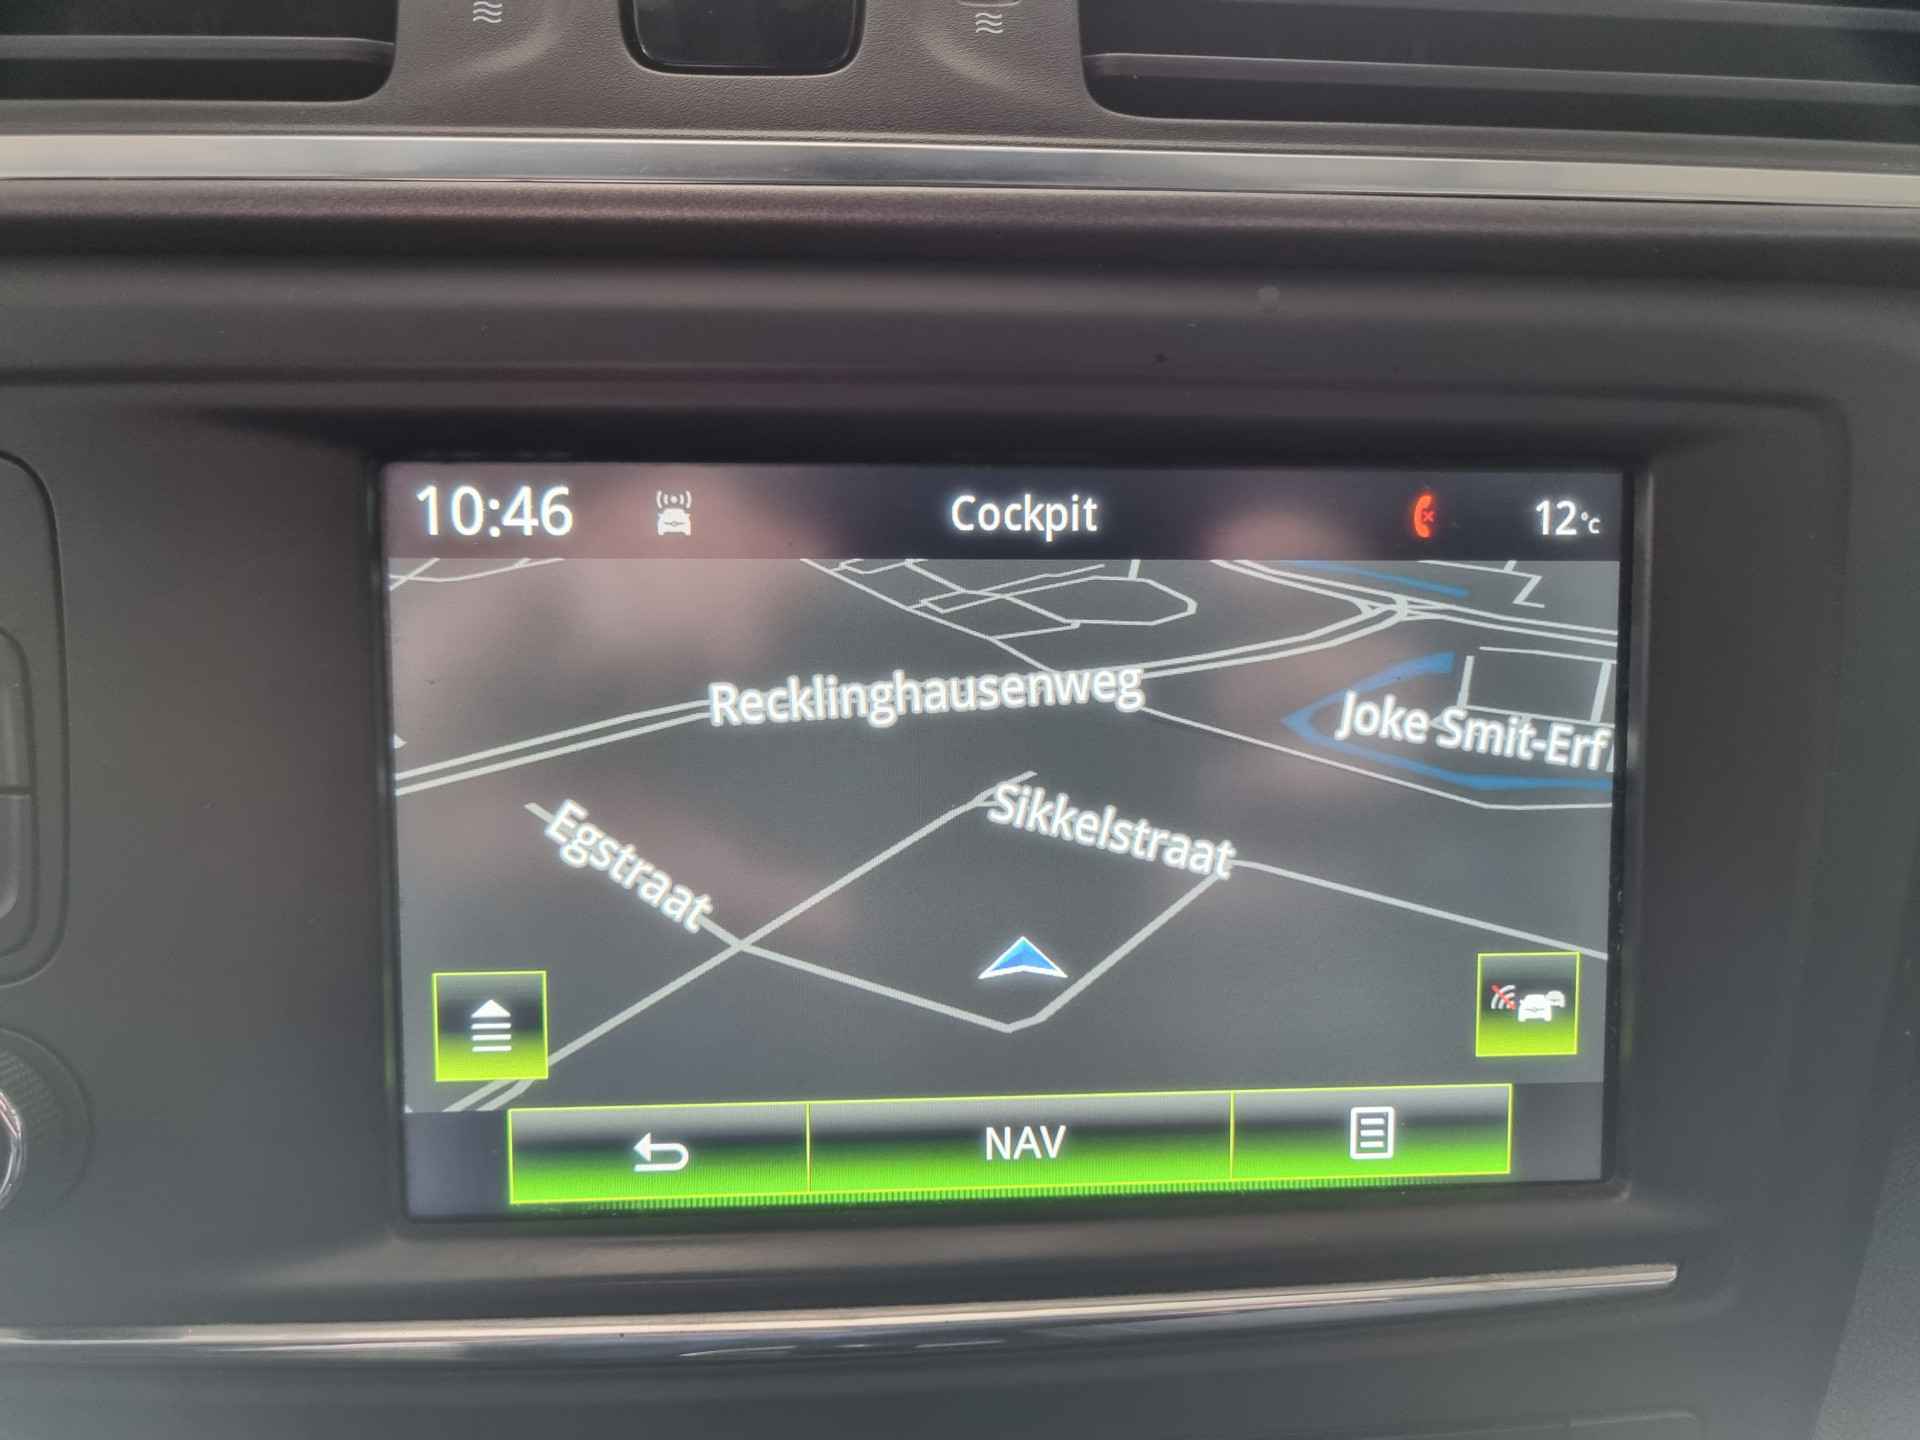 10:46 Cockpit 12°C
Recklinghausenweg
Joke Smit-Erf
Egstraat
Sikkelstraat
NAV